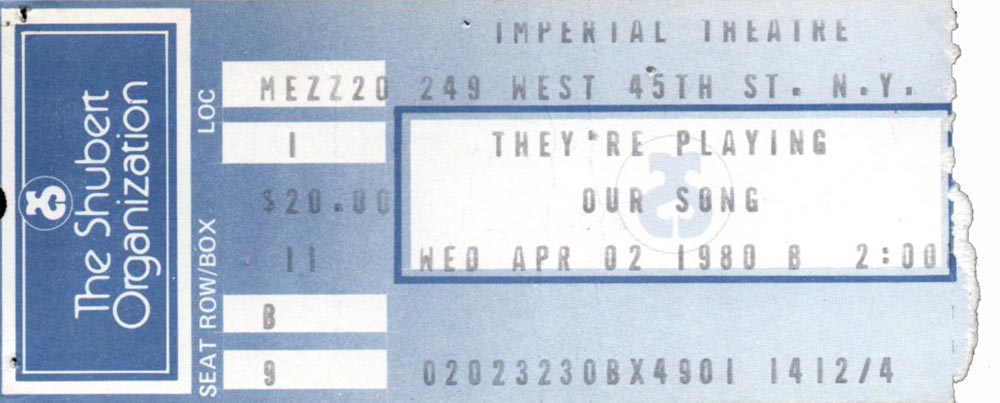 The Shubert
Organization
LOC
SEAT ROW/BOX
MEZZ20
I
$20.00
11
B
9
IMPERIAL THEATRE
249 WEST 45TH ST. N.Y.
THEY'RE PLAYING
OUR SONG
WED APR 02 1980 B 2:00
02023230BX4901 1412/4